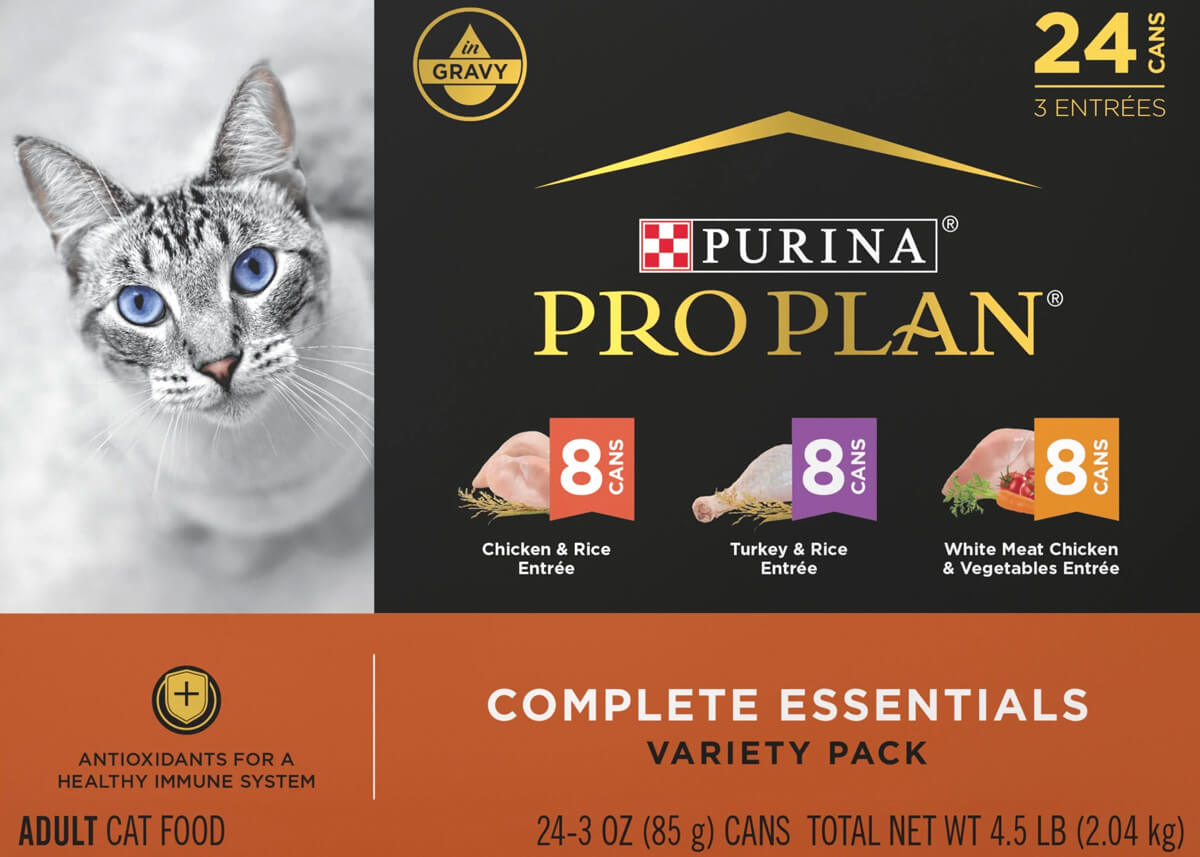 in
GRAVY
24 CANS
3 ENTRÉES
PURINA®
PRO PLAN®
8 CANS
Chicken & Rice
Entrée
8 CANS
Turkey & Rice
Entrée
8 CANS
White Meat Chicken
& Vegetables Entrée
ANTIOXIDANTS FOR A
HEALTHY IMMUNE SYSTEM
COMPLETE ESSENTIALS
VARIETY PACK
ADULT CAT FOOD
24-3 OZ (85 g) CANS TOTAL NET WT 4.5 LB (2.04 kg)